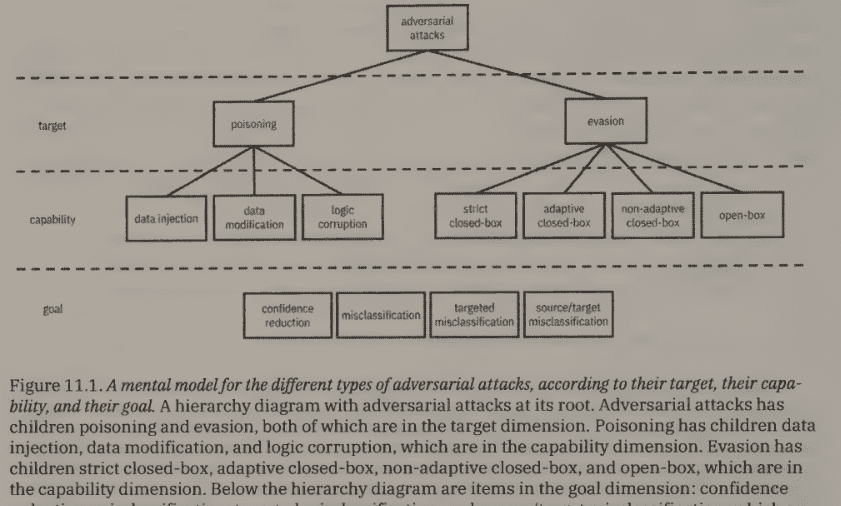 adversarial
attacks
target
poisoning
evasion
capability
data injection
data
modification
logic
corruption
strict
closed-box
adaptive
closed-box
non-adaptive
closed-box
open-box
goal
confidence
reduction
misclassification
targeted
misclassification
source/target
misclassification
Figure 11.1. A mental model for the different types of adversarial attacks, according to their target, their capa-
bility, and their goal. A hierarchy diagram with adversarial attacks at its root. Adversarial attacks has
children poisoning and evasion, both of which are in the target dimension. Poisoning has children data
injection, data modification, and logic corruption, which are in the capability dimension. Evasion has
children strict closed-box, adaptive closed-box, non-adaptive closed-box, and open-box, which are in
the capability dimension. Below the hierarchy diagram are items in the goal dimension: confidence